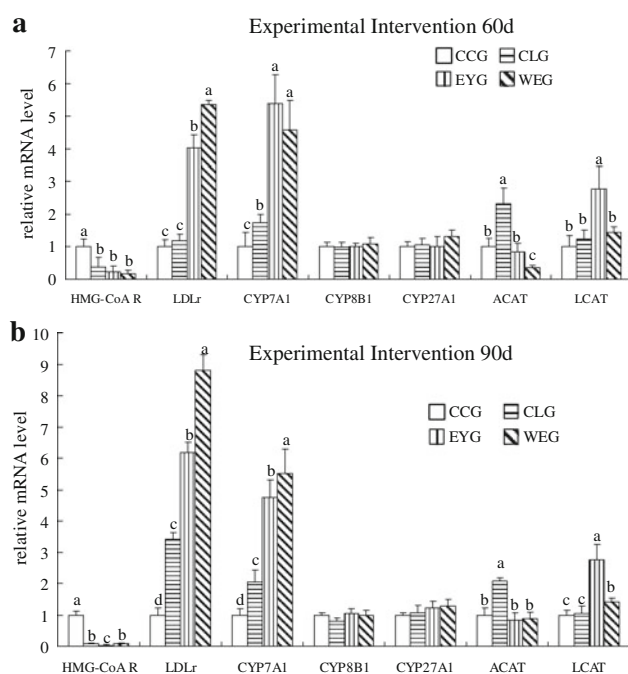 a Experimental Intervention 60d
7
6
5
4
3
2
1
0
relative mRNA level
CCG CLG
EYG WEG
a b b b
c c b a
c b a a
b a b c
b b a b
HMG-CoA R LDLr CYP7A1 CYP8B1 CYP27A1 ACAT LCAT
b Experimental Intervention 90d
10
9
8
7
6
5
4
3
2
1
0
relative mRNA level
CCG CLG
EYG WEG
a b c b
d c b a
d c b a
b a b b
c c a b
HMG-CoA R LDLr CYP7A1 CYP8B1 CYP27A1 ACAT LCAT